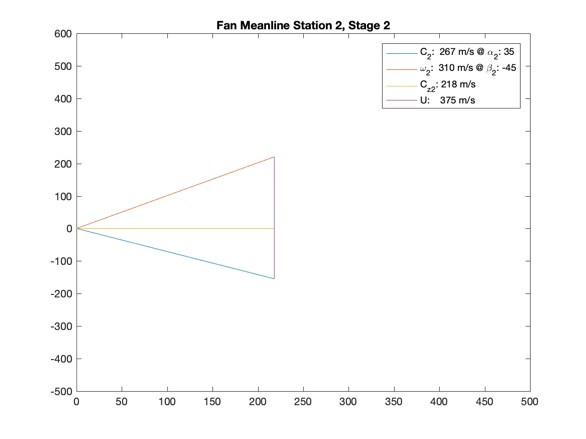 Fan Meanline Station 2, Stage 2
600
500
400
300
200
100
0
-100
-200
-300
-400
-500
0 50 100 150 200 250 300 350 400 450 500
C₂: 267 m/s @ α₂: 35
ω₂: 310 m/s @ β₂: -45
C_z2: 218 m/s
U: 375 m/s